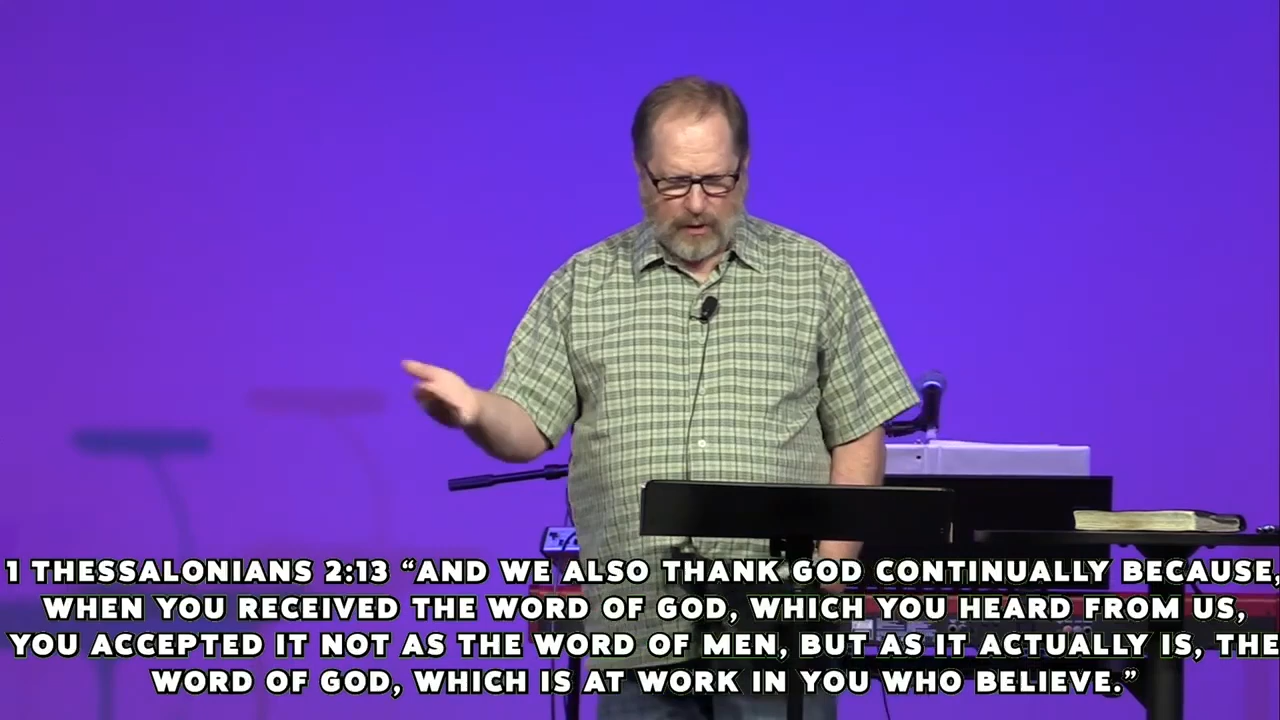 1 THESSALONIANS 2:13 “AND WE ALSO THANK GOD CONTINUALLY BECAUSE,
WHEN YOU RECEIVED THE WORD OF GOD, WHICH YOU HEARD FROM US,
YOU ACCEPTED IT NOT AS THE WORD OF MEN, BUT AS IT ACTUALLY IS, THE
WORD OF GOD, WHICH IS AT WORK IN YOU WHO BELIEVE.”